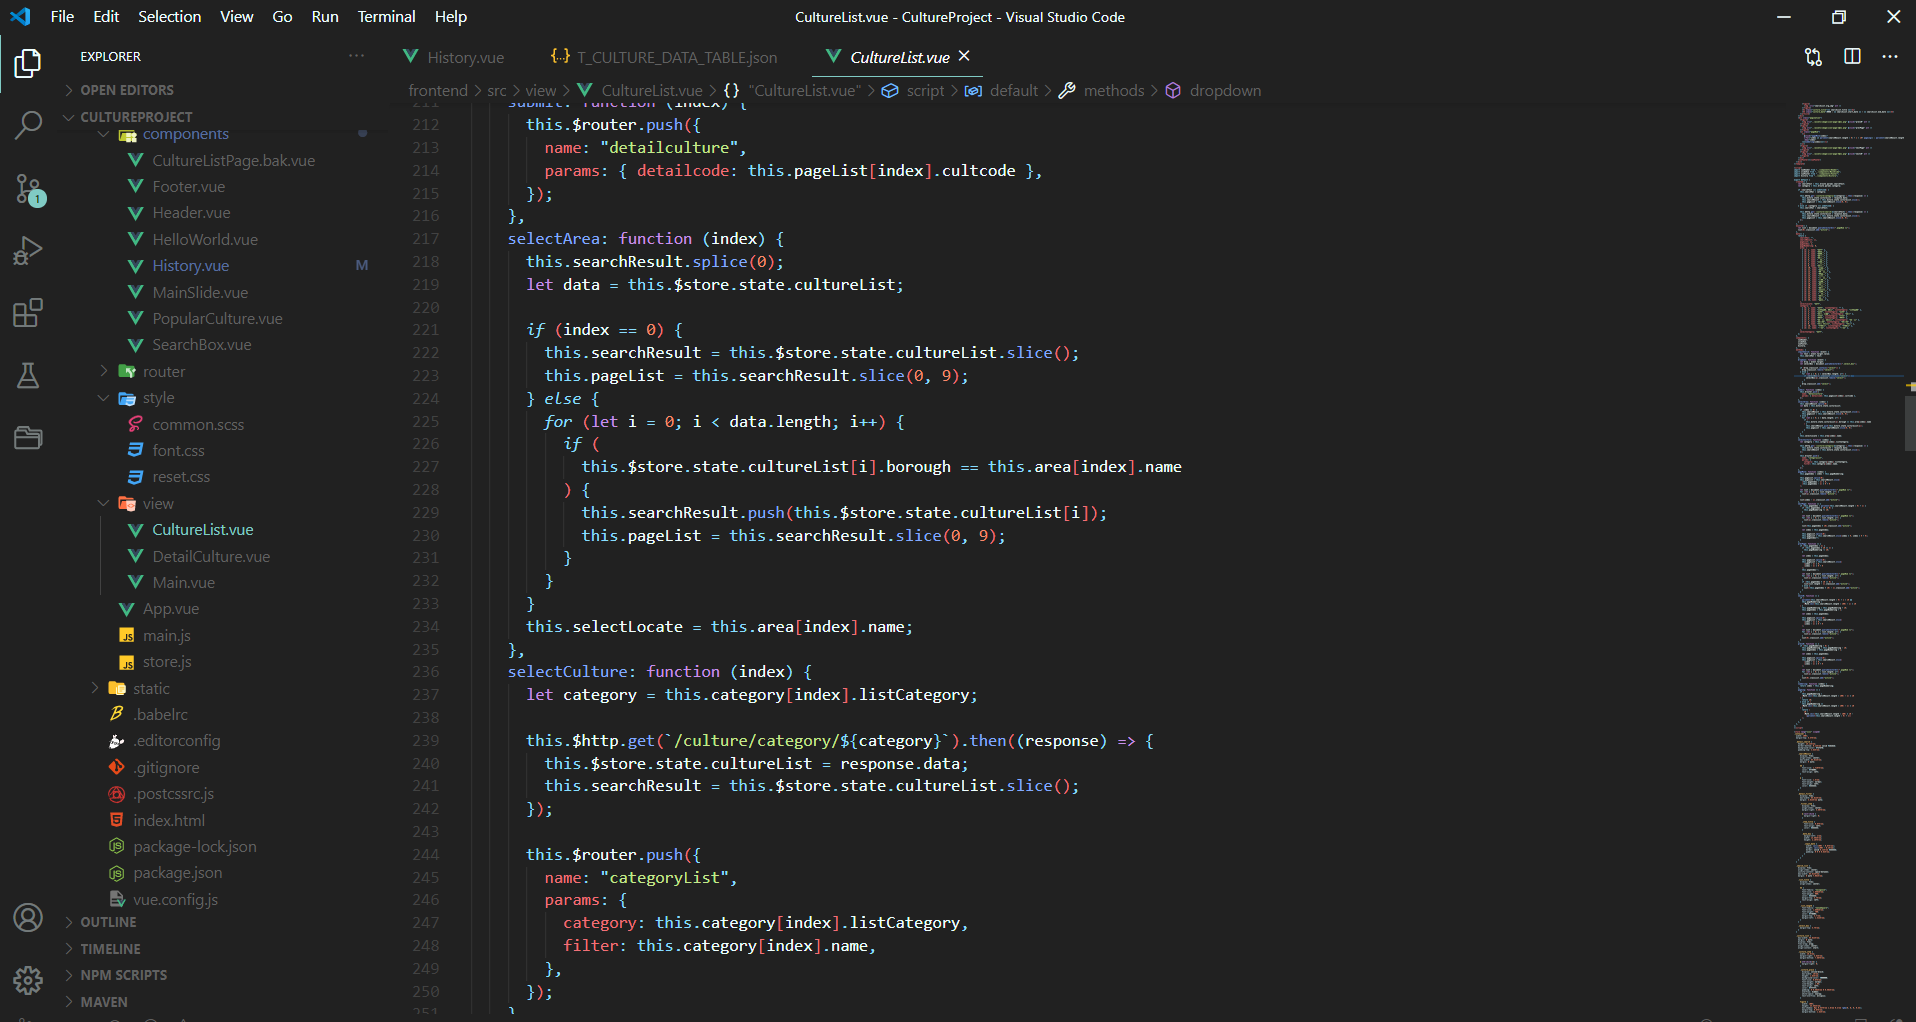 File Edit Selection View Go Run Terminal Help
CultureList.vue - CultureProject - Visual Studio Code
EXPLORER
OPEN EDITORS
CULTUREPROJECT
components
CultureListPage.bak.vue
Footer.vue
Header.vue
HelloWorld.vue
History.vue M
MainSlide.vue
PopularCulture.vue
SearchBox.vue
router
style
common.scss
font.css
reset.css
view
CultureList.vue
DetailCulture.vue
Main.vue
App.vue
main.js
store.js
static
.babelrc
.editorconfig
.gitignore
.postcssrc.js
index.html
package-lock.json
package.json
vue.config.js
OUTLINE
TIMELINE
NPM SCRIPTS
MAVEN
1
History.vue {..} T_CULTURE_DATA_TABLE.json CultureList.vue
frontend > src > view > CultureList.vue > {} "CultureList.vue" > script > default > methods > dropdown
211 submit: function (index) {
212 this.$router.push({
213 name: "detailculture",
214 params: { detailcode: this.pageList[index].cultcode },
215 });
216 },
217 selectArea: function (index) {
218 this.searchResult.splice(0);
219 let data = this.$store.state.cultureList;
220
221 if (index == 0) {
222 this.searchResult = this.$store.state.cultureList.slice();
223 this.pageList = this.searchResult.slice(0, 9);
224 } else {
225 for (let i = 0; i < data.length; i++) {
226 if (
227 this.$store.state.cultureList[i].borough == this.area[index].name
228 ) {
229 this.searchResult.push(this.$store.state.cultureList[i]);
230 this.pageList = this.searchResult.slice(0, 9);
231 }
232 }
233 }
234 this.selectLocate = this.area[index].name;
235 },
236 selectCulture: function (index) {
237 let category = this.category[index].listCategory;
238
239 this.$http.get(`/culture/category/${category}`).then((response) => {
240 this.$store.state.cultureList = response.data;
241 this.searchResult = this.$store.state.cultureList.slice();
242 });
243
244 this.$router.push({
245 name: "categoryList",
246 params: {
247 category: this.category[index].listCategory,
248 filter: this.category[index].name,
249 },
250 });
251